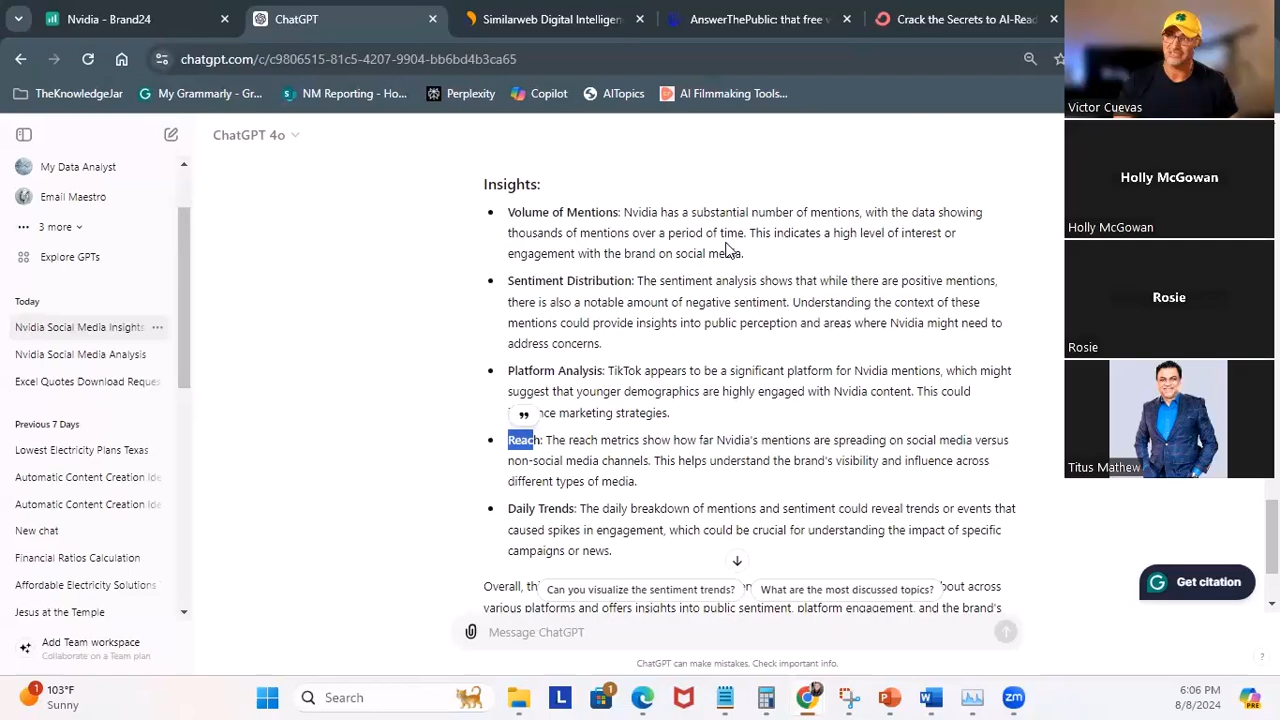 Nvidia - Brand24
ChatGPT
Similarweb Digital Intelligen
AnswerThePublic: that free v
Crack the Secrets to AI-Read
chatgpt.com/c/c9806515-81c5-4207-9904-bb6bd4b3ca65
TheKnowledgeJar
My Grammarly - Gr...
NM Reporting - Ho...
Perplexity
Copilot
AITopics
AI Filmmaking Tools...
ChatGPT 4o
My Data Analyst
Email Maestro
3 more
Explore GPTs
Today
Nvidia Social Media Insights
Nvidia Social Media Analysis
Excel Quotes Download Reques
Previous 7 Days
Lowest Electricity Plans Texas
Automatic Content Creation Ide
Automatic Content Creation Ide
New chat
Financial Ratios Calculation
Affordable Electricity Solutions
Jesus at the Temple
Add Team workspace
Collaborate on a Team plan
Insights:
Volume of Mentions: Nvidia has a substantial number of mentions, with the data showing
thousands of mentions over a period of time. This indicates a high level of interest or
engagement with the brand on social media.
Sentiment Distribution: The sentiment analysis shows that while there are positive mentions,
there is also a notable amount of negative sentiment. Understanding the context of these
mentions could provide insights into public perception and areas where Nvidia might need to
address concerns.
Platform Analysis: TikTok appears to be a significant platform for Nvidia mentions, which might
suggest that younger demographics are highly engaged with Nvidia content. This could
nce marketing strategies.
Reach: The reach metrics show how far Nvidia's mentions are spreading on social media versus
non-social media channels. This helps understand the brand's visibility and influence across
different types of media.
Daily Trends: The daily breakdown of mentions and sentiment could reveal trends or events that
caused spikes in engagement, which could be crucial for understanding the impact of specific
campaigns or news.
Overall, th
bout across
Can you visualize the sentiment trends?
What are the most discussed topics?
various platforms and offers insights into public sentiment, platform engagement, and the brand's
Message ChatGPT
ChatGPT can make mistakes. Check important info.
?
Get citation
Victor Cuevas
Holly McGowan
Holly McGowan
Rosie
Rosie
Titus Mathew
1
103°F
Sunny
Search
L
1
zm
6:06 PM
8/8/2024
PRE